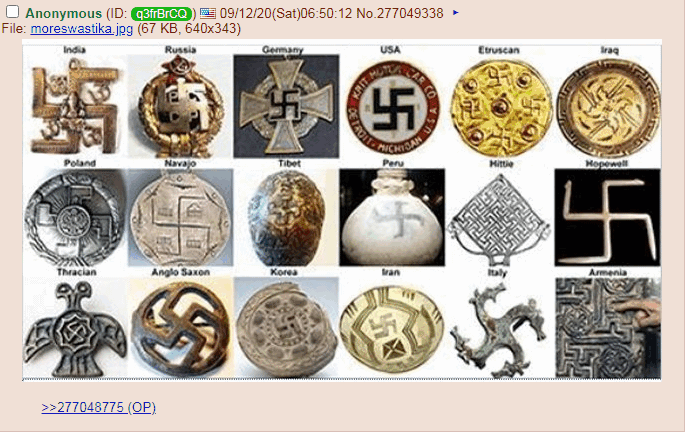 Anonymous (ID: q3frBrCQ) 09/12/20(Sat)06:50:12 No.277049338
File: moreswastika.jpg (67 KB, 640x343)
India Russia Germany USA Etruscan Iraq
KRIT MOTOR CAR CO
DETROIT, MICHIGAN U.S.A
Poland Navajo Tibet Peru Hittie Hopewell
Thracian Anglo Saxon Korea Iran Italy Armenia
>>277048775 (OP)